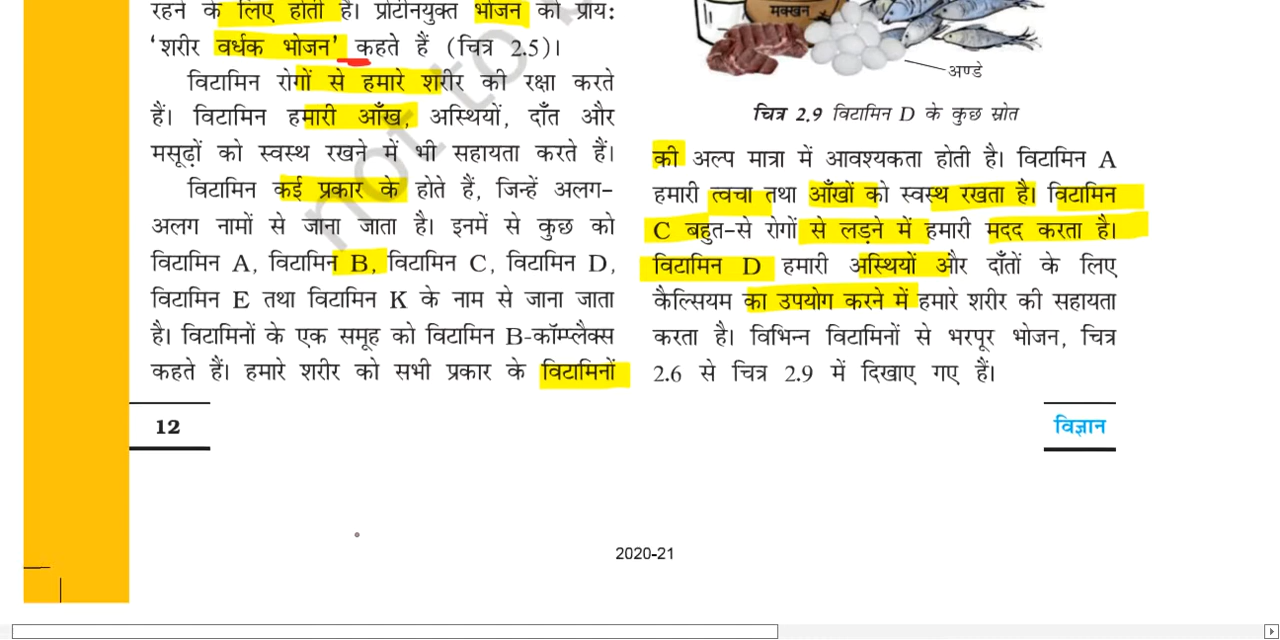 रहने के लिए होती है। प्रोटीनयुक्त भोजन को प्राय:
‘शरीर वर्धक भोजन’ कहते हैं (चित्र 2.5)।
विटामिन रोगों से हमारे शरीर की रक्षा करते
हैं। विटामिन हमारी आँख, अस्थियों, दाँत और
मसूढ़ों को स्वस्थ रखने में भी सहायता करते हैं।
विटामिन कई प्रकार के होते हैं, जिन्हें अलग-
अलग नामों से जाना जाता है। इनमें से कुछ को
विटामिन A, विटामिन B, विटामिन C, विटामिन D,
विटामिन E तथा विटामिन K के नाम से जाना जाता
है। विटामिनों के एक समूह को विटामिन B-कॉम्प्लैक्स
कहते हैं। हमारे शरीर को सभी प्रकार के विटामिनों
मक्खन
अण्डे
चित्र 2.9 विटामिन D के कुछ स्रोत
की अल्प मात्रा में आवश्यकता होती है। विटामिन A
हमारी त्वचा तथा आँखों को स्वस्थ रखता है। विटामिन
C बहुत-से रोगों से लड़ने में हमारी मदद करता है।
विटामिन D हमारी अस्थियों और दाँतों के लिए
कैल्सियम का उपयोग करने में हमारे शरीर की सहायता
करता है। विभिन्न विटामिनों से भरपूर भोजन, चित्र
2.6 से चित्र 2.9 में दिखाए गए हैं।
not to
12
विज्ञान
2020-21